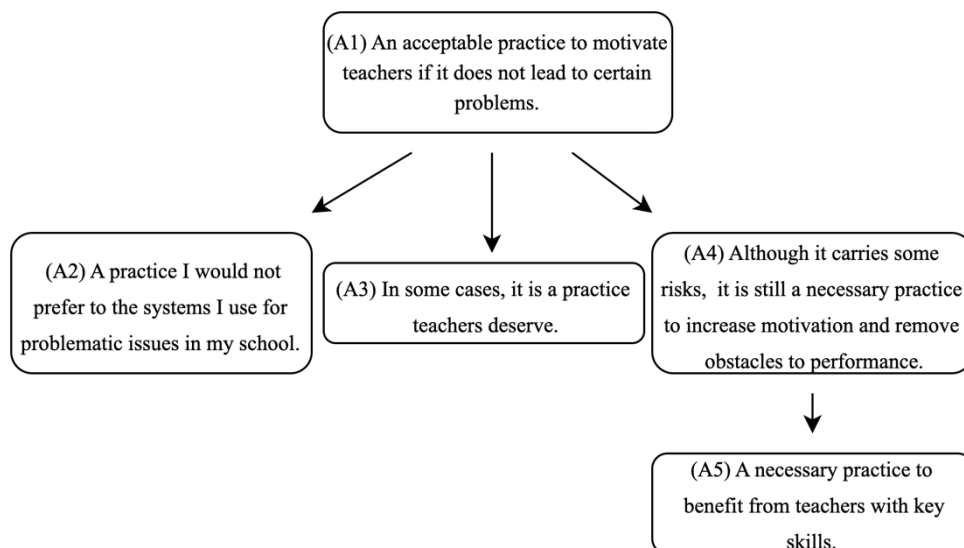 (A1) An acceptable practice to motivate
teachers if it does not lead to certain
problems.
(A2) A practice I would not
prefer to the systems I use for
problematic issues in my school.
(A3) In some cases, it is a practice
teachers deserve.
(A4) Although it carries some
risks, it is still a necessary practice
to increase motivation and remove
obstacles to performance.
(A5) A necessary practice to
benefit from teachers with key
skills.